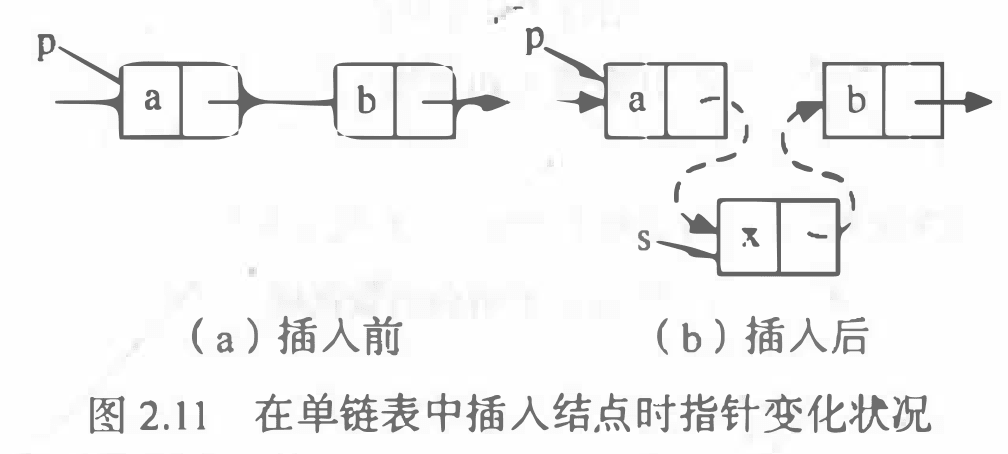 p a b
p a b
s x
（a）插入前 （b）插入后
图 2.11 在单链表中插入结点时指针变化状况